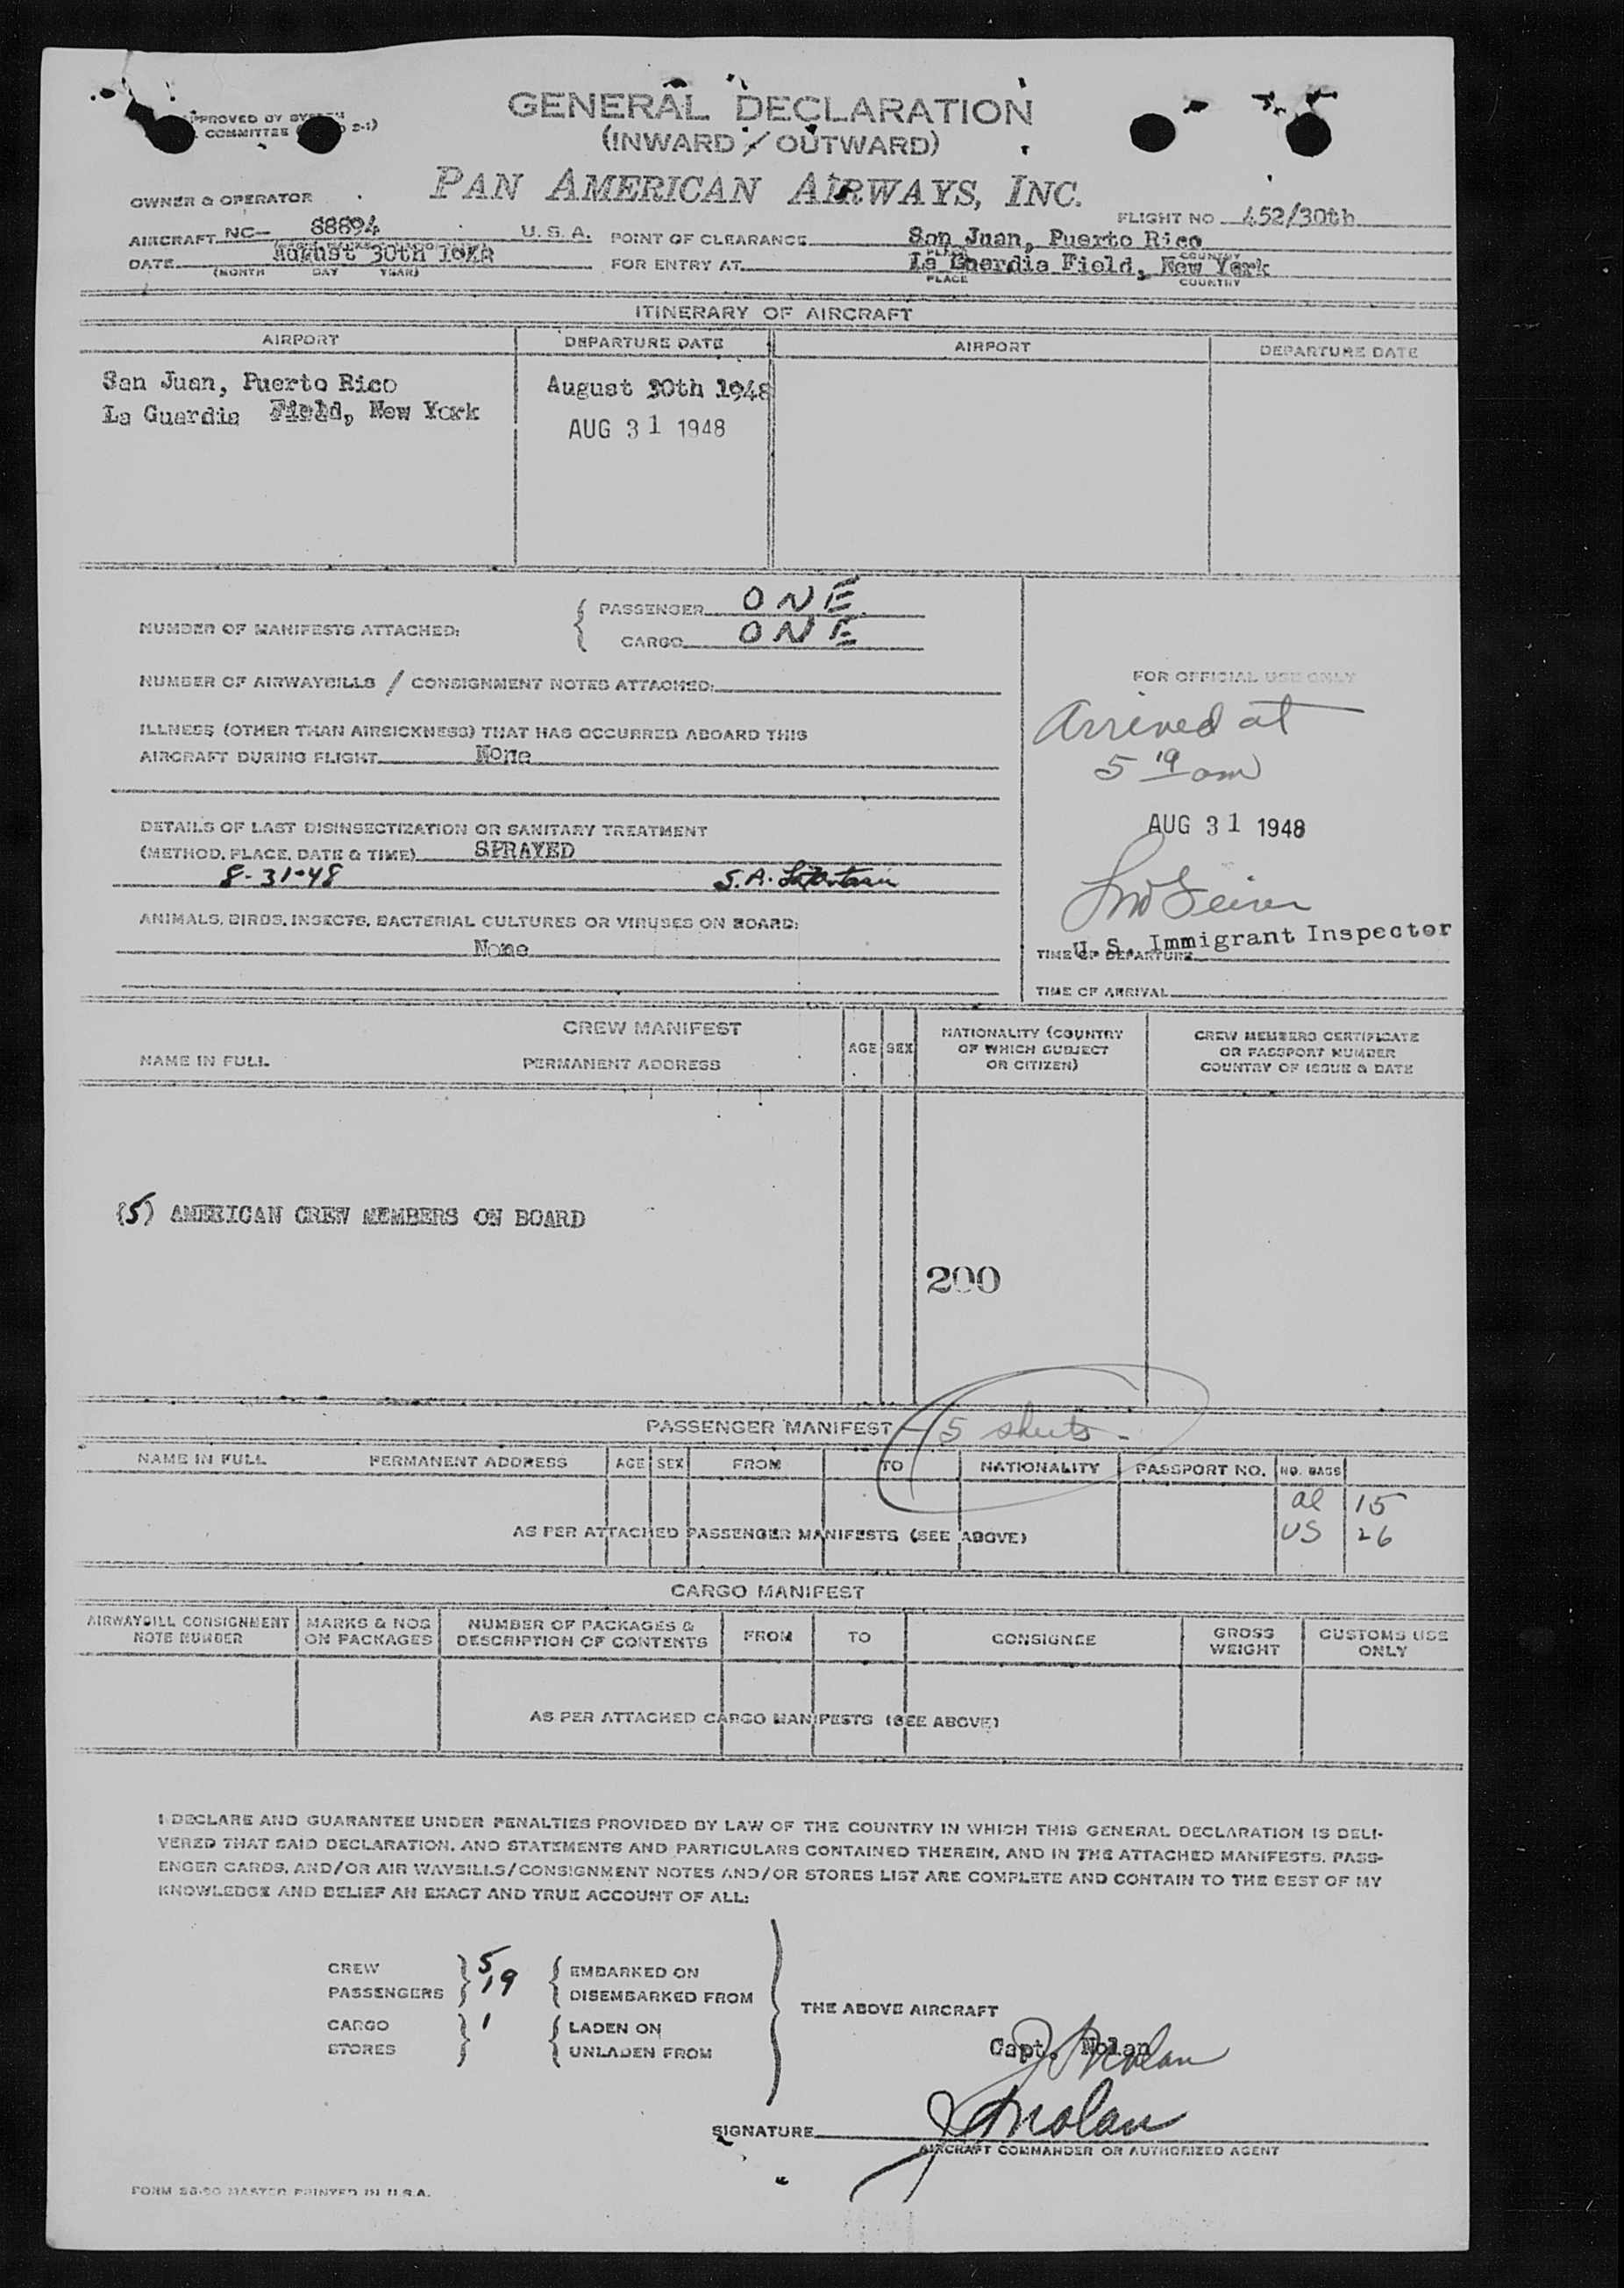 GENERAL DECLARATION
(INWARD / OUTWARD)
COMMITTEE 2-1)
PAN AMERICAN AIRWAYS, INC.
OWNER & OPERATOR
FLIGHT NO 452/30th
AIRCRAFT NC- 88894 U. S. A. POINT OF CLEARANCE San Juan, Puerto Rico
PLACE COUNTRY
DATE August 30th FOR ENTRY AT La Guardia Field, New York
(MONTH DAY YEAR) PLACE COUNTRY
ITINERARY OF AIRCRAFT
AIRPORT DEPARTURE DATE AIRPORT DEPARTURE DATE
San Juan, Puerto Rico August 30th 1948
La Guardia Field, New York AUG 31 1948
NUMBER OF MANIFESTS ATTACHED: PASSENGER ONE
CARGO ONE
NUMBER OF AIRWAYBILLS / CONSIGNMENT NOTES ATTACHED:
FOR OFFICIAL USE ONLY
Arrived at
5 19 am
AUG 31 1948
U. S. Immigrant Inspector
TIME OF DEPARTURE
TIME OF ARRIVAL
ILLNESS (OTHER THAN AIRSICKNESS) THAT HAS OCCURRED ABOARD THIS
AIRCRAFT DURING FLIGHT None
DETAILS OF LAST DISINSECTIZATION OR SANITARY TREATMENT
(METHOD, PLACE, DATE & TIME) SPRAYED
8-31-48 S.A.
ANIMALS, BIRDS, INSECTS, BACTERIAL CULTURES OR VIRUSES ON BOARD:
None
CREW MANIFEST
NAME IN FULL PERMANENT ADDRESS AGE SEX NATIONALITY (COUNTRY OF WHICH SUBJECT OR CITIZEN) CREW MEMBERS CERTIFICATE OR PASSPORT NUMBER COUNTRY OF ISSUE & DATE
(5) AMERICAN CREW MEMBERS ON BOARD
200
PASSENGER MANIFEST 5 sheets -
NAME IN FULL PERMANENT ADDRESS AGE SEX FROM TO NATIONALITY PASSPORT NO. NO. BAGS
al 15
US 26
AS PER ATTACHED PASSENGER MANIFESTS (SEE ABOVE)
CARGO MANIFEST
AIRWAYBILL CONSIGNMENT NOTE NUMBER MARKS & NOS ON PACKAGES NUMBER OF PACKAGES & DESCRIPTION OF CONTENTS FROM TO CONSIGNEE GROSS WEIGHT CUSTOMS USE ONLY
AS PER ATTACHED CARGO MANIFESTS (SEE ABOVE)
I DECLARE AND GUARANTEE UNDER PENALTIES PROVIDED BY LAW OF THE COUNTRY IN WHICH THIS GENERAL DECLARATION IS DELI-
VERED THAT SAID DECLARATION, AND STATEMENTS AND PARTICULARS CONTAINED THEREIN, AND IN THE ATTACHED MANIFESTS, PASS-
ENGER CARDS, AND/OR AIR WAYBILLS/CONSIGNMENT NOTES AND/OR STORES LIST ARE COMPLETE AND CONTAIN TO THE BEST OF MY
KNOWLEDGE AND BELIEF AN EXACT AND TRUE ACCOUNT OF ALL:
CREW 5 EMBARKED ON
PASSENGERS 19 DISEMBARKED FROM
THE ABOVE AIRCRAFT
CARGO 1 LADEN ON
STORES UNLADEN FROM
Capt. Nolan
J Nolan
SIGNATURE J Nolan
AIRCRAFT COMMANDER OR AUTHORIZED AGENT
FORM MASTER PRINTED IN U.S.A.